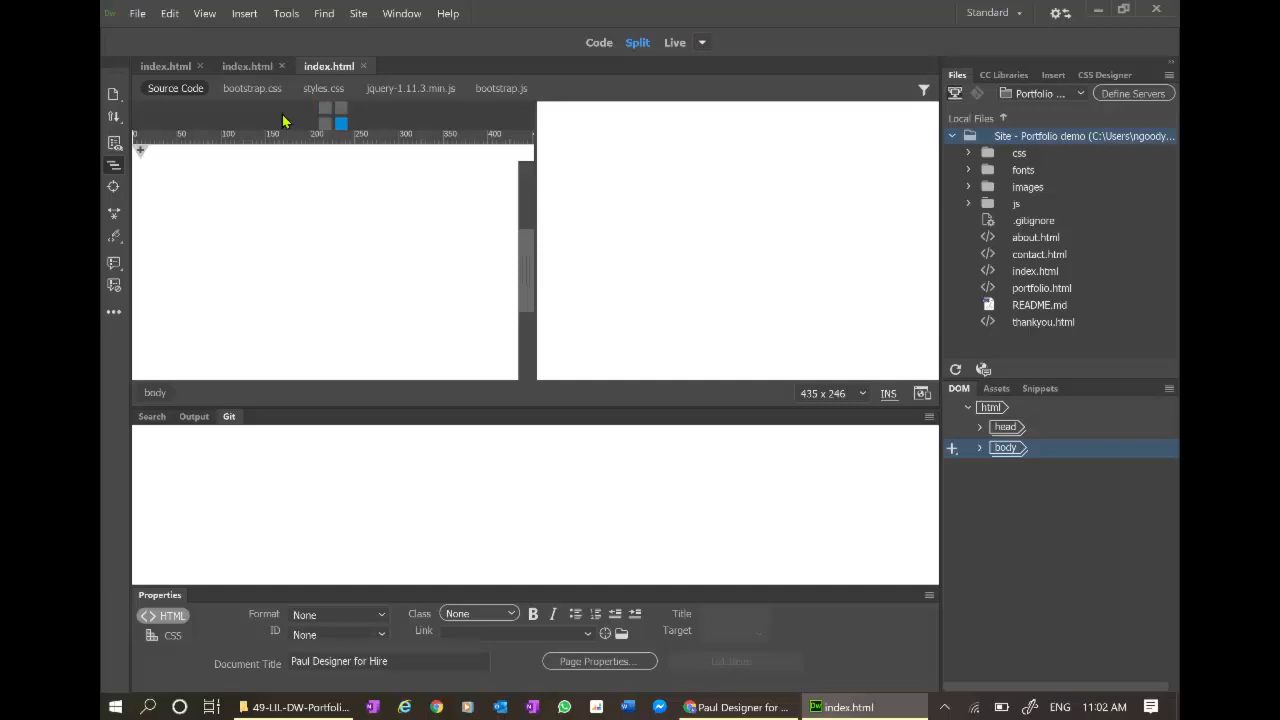 Dw File Edit View Insert Tools Find Site Window Help Standard
Code Split Live
index.html index.html index.html
Source Code bootstrap.css styles.css jquery-1.11.3.min.js bootstrap.js
0 50 100 150 200 250 300 350 400
body 435 x 246 INS
Search Output Git
Properties
HTML Format None Class None B I Title
CSS ID None Link Target
Document Title Paul Designer for Hire Page Properties...
Files CC Libraries Insert CSS Designer
Portfolio ... Define Servers
Local Files
Site - Portfolio demo (C:\Users\ngoody...
css
fonts
images
js
.gitignore
about.html
contact.html
index.html
portfolio.html
README.md
thankyou.html
DOM Assets Snippets
html
head
body
49-LIL-DW-Portfoli... Paul Designer for ... Dw index.html ENG 11:02 AM